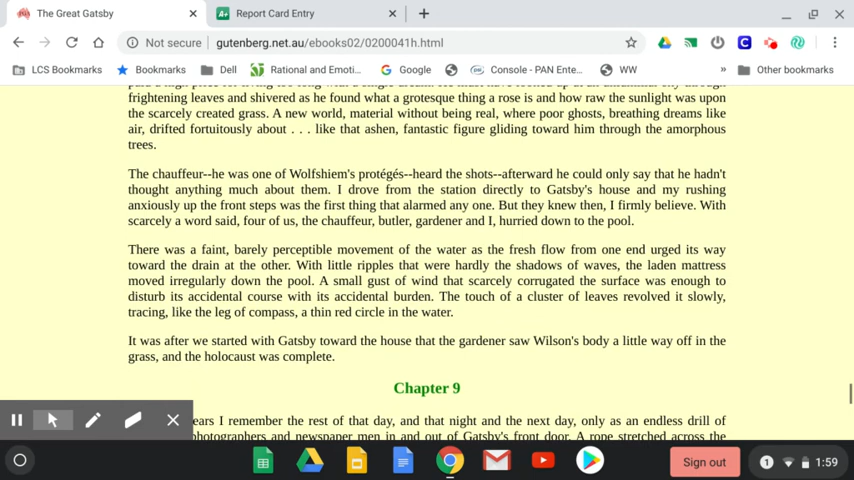 The Great Gatsby
Report Card Entry
Not secure
gutenberg.net.au/ebooks02/0200041h.html
LCS Bookmarks
Bookmarks
Dell
Rational and Emoti...
Google
Console - PAN Ente...
WW
»
Other bookmarks
frightening leaves and shivered as he found what a grotesque thing a rose is and how raw the sunlight was upon
the scarcely created grass. A new world, material without being real, where poor ghosts, breathing dreams like
air, drifted fortuitously about . . . like that ashen, fantastic figure gliding toward him through the amorphous
trees.
The chauffeur--he was one of Wolfshiem's protégés--heard the shots--afterward he could only say that he hadn't
thought anything much about them. I drove from the station directly to Gatsby's house and my rushing
anxiously up the front steps was the first thing that alarmed any one. But they knew then, I firmly believe. With
scarcely a word said, four of us, the chauffeur, butler, gardener and I, hurried down to the pool.
There was a faint, barely perceptible movement of the water as the fresh flow from one end urged its way
toward the drain at the other. With little ripples that were hardly the shadows of waves, the laden mattress
moved irregularly down the pool. A small gust of wind that scarcely corrugated the surface was enough to
disturb its accidental course with its accidental burden. The touch of a cluster of leaves revolved it slowly,
tracing, like the leg of compass, a thin red circle in the water.
It was after we started with Gatsby toward the house that the gardener saw Wilson's body a little way off in the
grass, and the holocaust was complete.
Chapter 9
ears I remember the rest of that day, and that night and the next day, only as an endless drill of
photographers and newspaper men in and out of Gatsby's front door. A rope stretched across the
Sign out
1
1:59